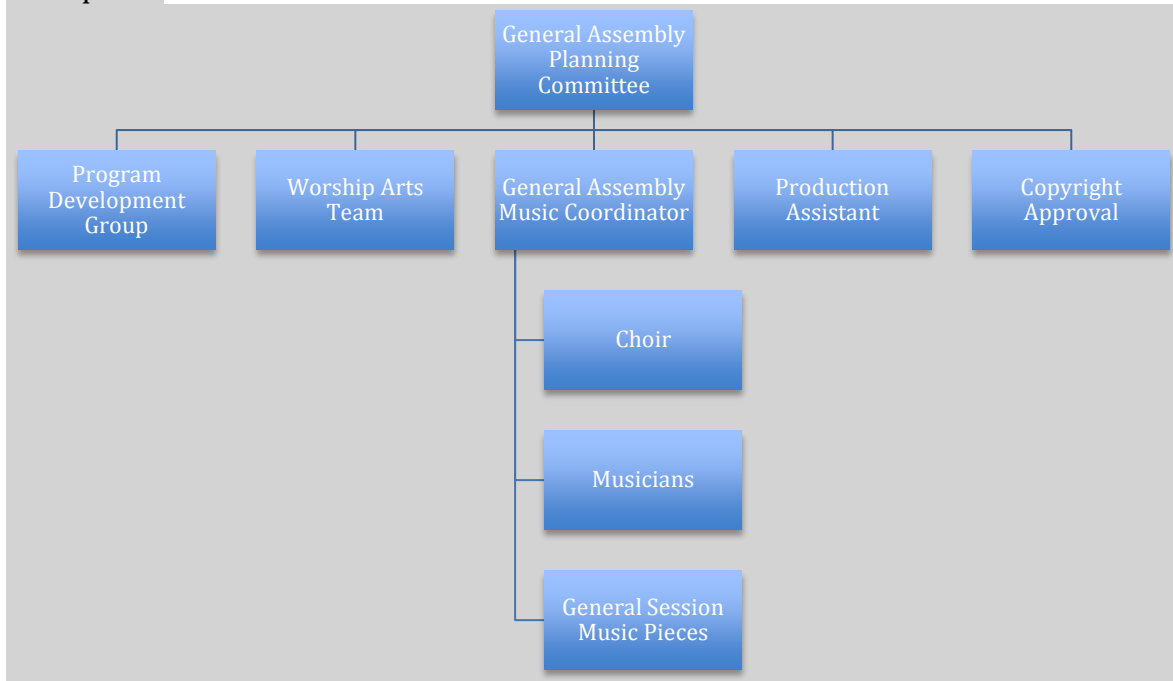 General Assembly
Planning
Committee
Program
Development
Group
Worship Arts
Team
General Assembly
Music Coordinator
Production
Assistant
Copyright
Approval
Choir
Musicians
General Session
Music Pieces